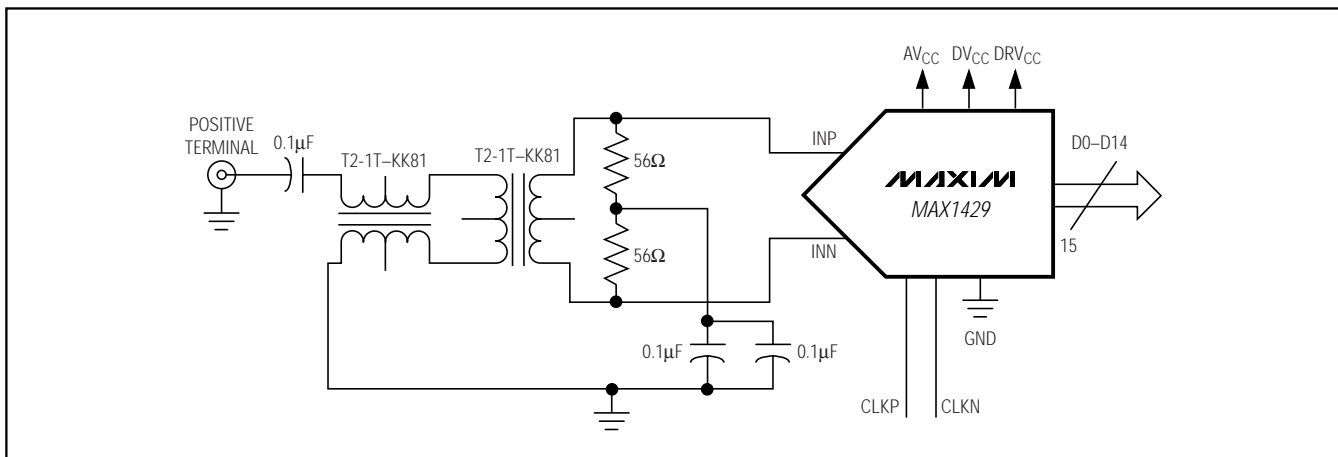 AVCC DVCC DRVCC
POSITIVE
TERMINAL
0.1μF
T2-1T–KK81
T2-1T–KK81
56Ω
56Ω
INP
INN
MAXIM
MAX1429
D0–D14
15
GND
0.1μF
0.1μF
CLKP
CLKN